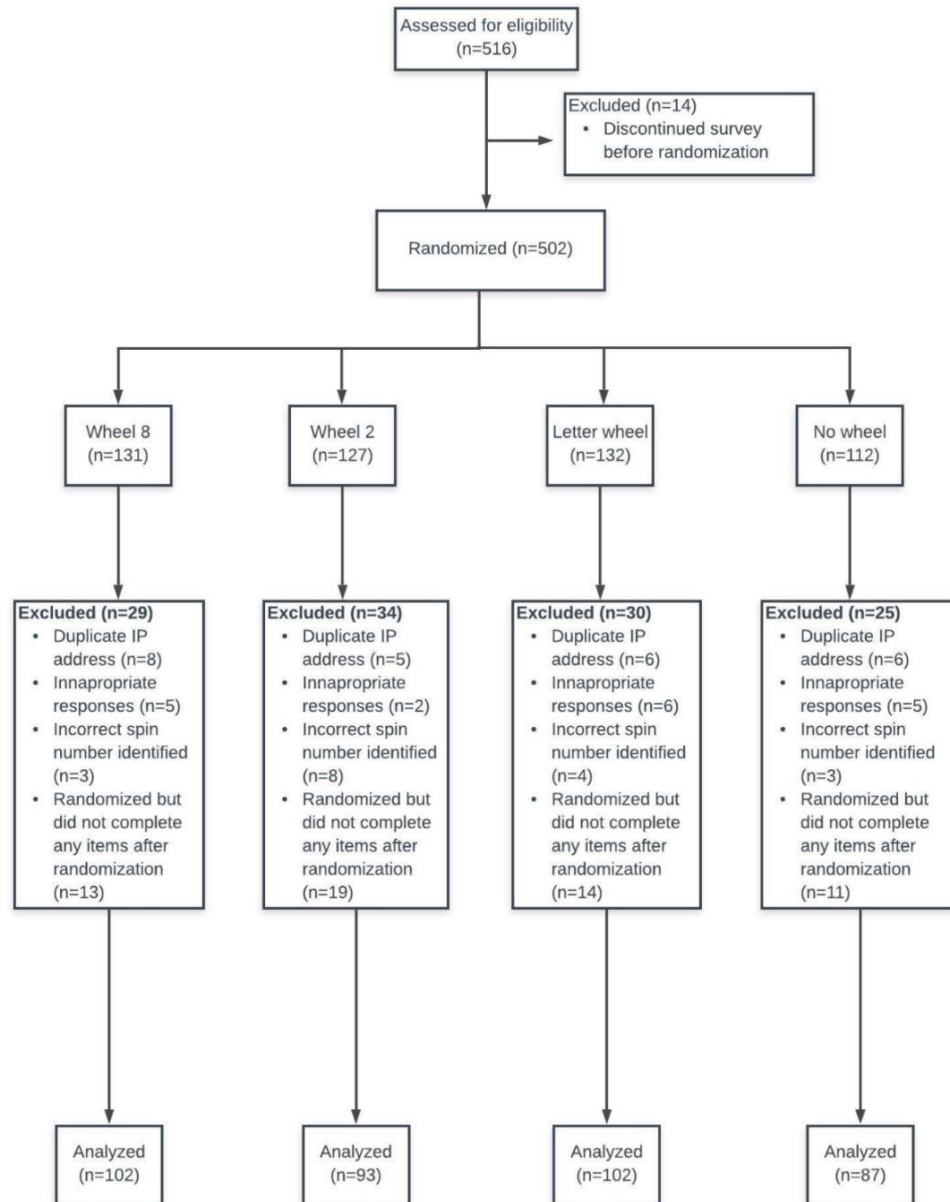 Assessed for eligibility
(n=516)
Excluded (n=14)
• Discontinued survey
before randomization
Randomized (n=502)
Wheel 8
(n=131)
Wheel 2
(n=127)
Letter wheel
(n=132)
No wheel
(n=112)
Excluded (n=29)
• Duplicate IP
address (n=8)
• Innapropriate
responses (n=5)
• Incorrect spin
number identified
(n=3)
• Randomized but
did not complete
any items after
randomization
(n=13)
Excluded (n=34)
• Duplicate IP
address (n=5)
• Innapropriate
responses (n=2)
• Incorrect spin
number identified
(n=8)
• Randomized but
did not complete
any items after
randomization
(n=19)
Excluded (n=30)
• Duplicate IP
address (n=6)
• Innapropriate
responses (n=6)
• Incorrect spin
number identified
(n=4)
• Randomized but
did not complete
any items after
randomization
(n=14)
Excluded (n=25)
• Duplicate IP
address (n=6)
• Innapropriate
responses (n=5)
• Incorrect spin
number identified
(n=3)
• Randomized but
did not complete
any items after
randomization
(n=11)
Analyzed
(n=102)
Analyzed
(n=93)
Analyzed
(n=102)
Analyzed
(n=87)